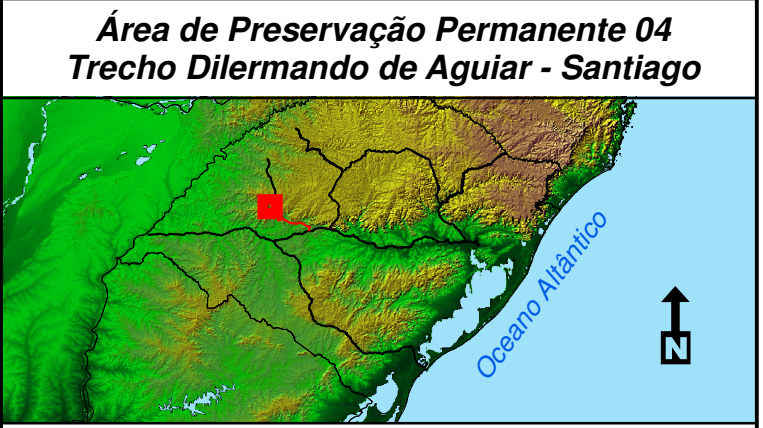 Área de Preservação Permanente 04
Trecho Dilermando de Aguiar - Santiago
Oceano Altântico
N